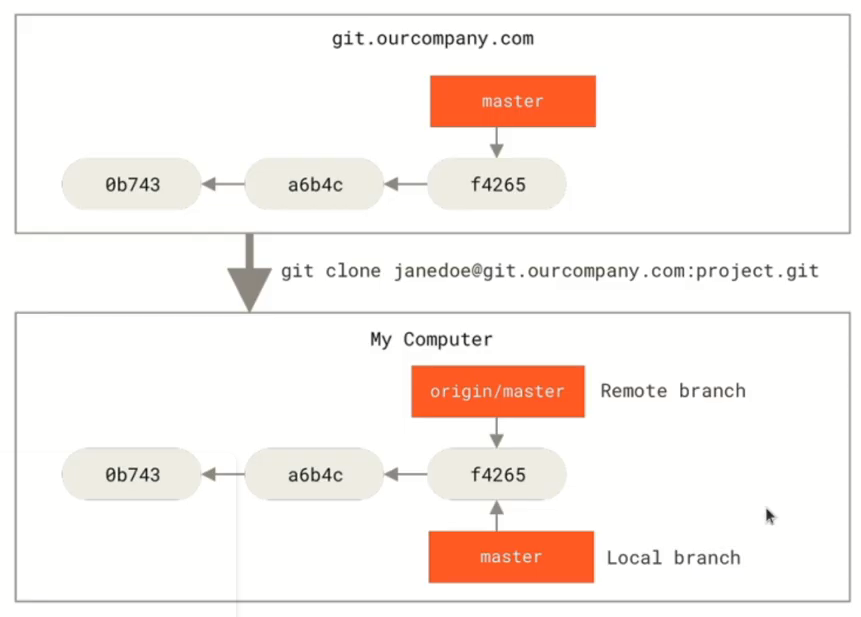 git.ourcompany.com
master
0b743
a6b4c
f4265
git clone janedoe@git.ourcompany.com:project.git
My Computer
origin/master
Remote branch
0b743
a6b4c
f4265
master
Local branch